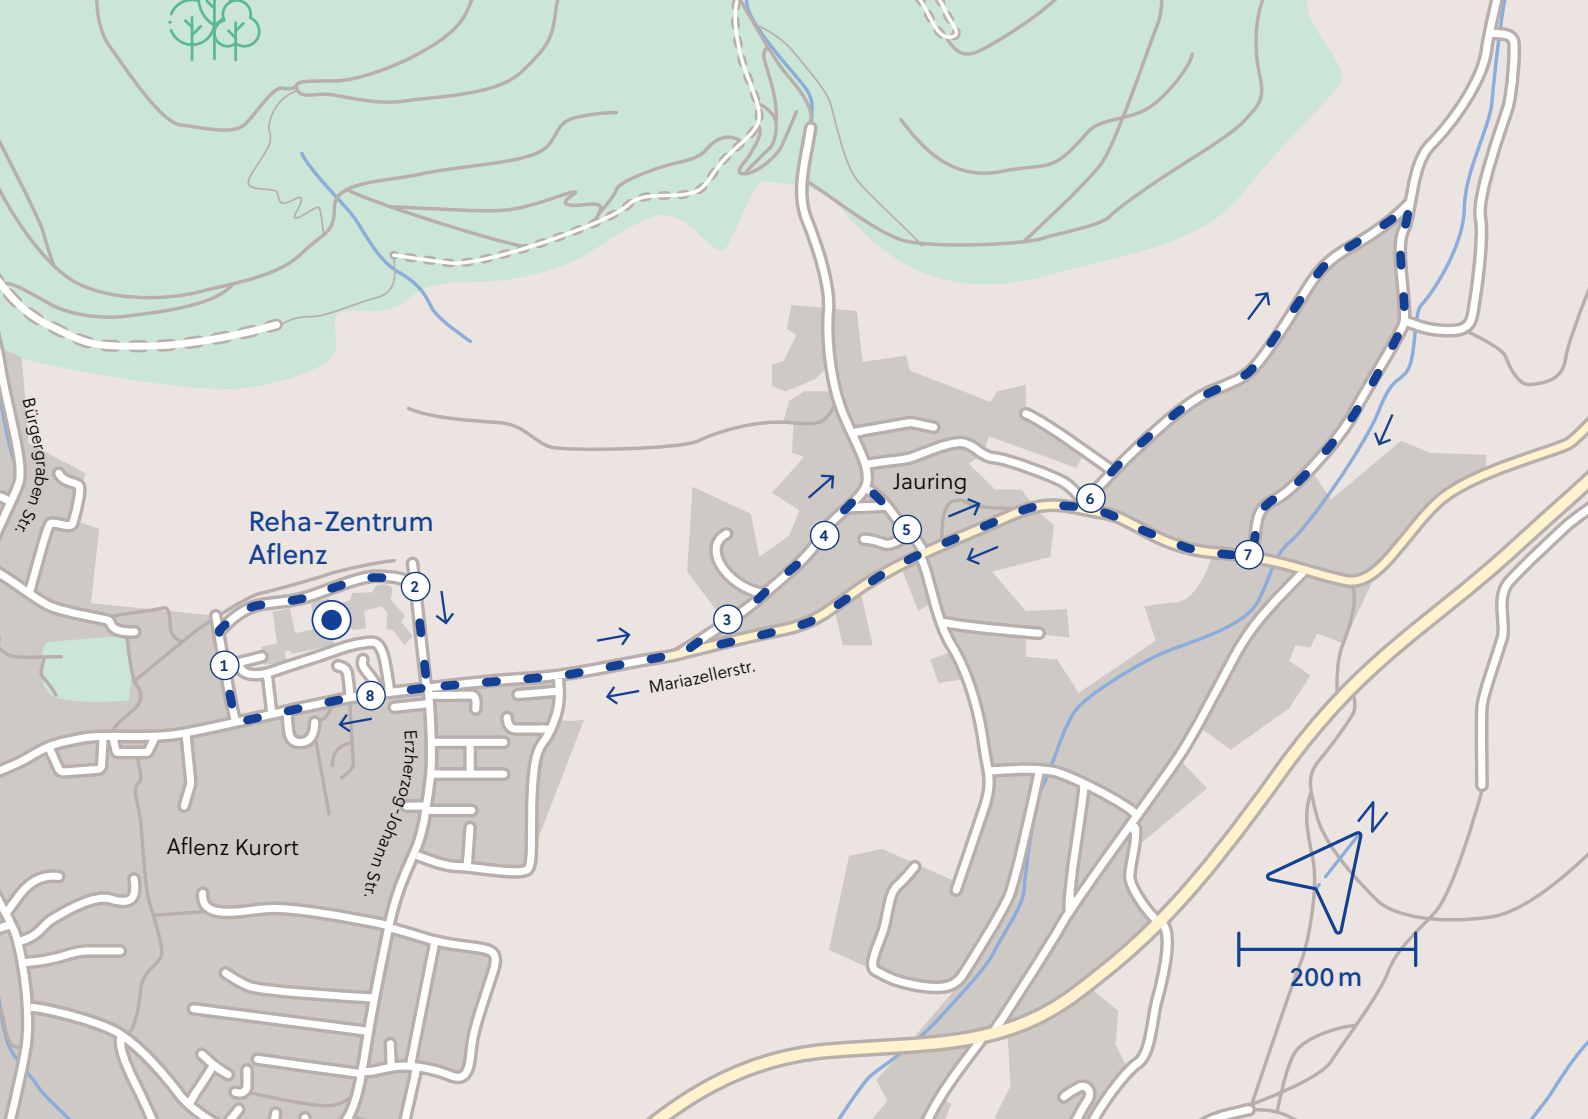 Bürgergraben Str.
Reha-Zentrum
Aflenz
Jauring
1
2
3
4
5
6
7
8
Mariazellerstr.
Erzherzog-Johann Str.
Aflenz Kurort
N
200 m